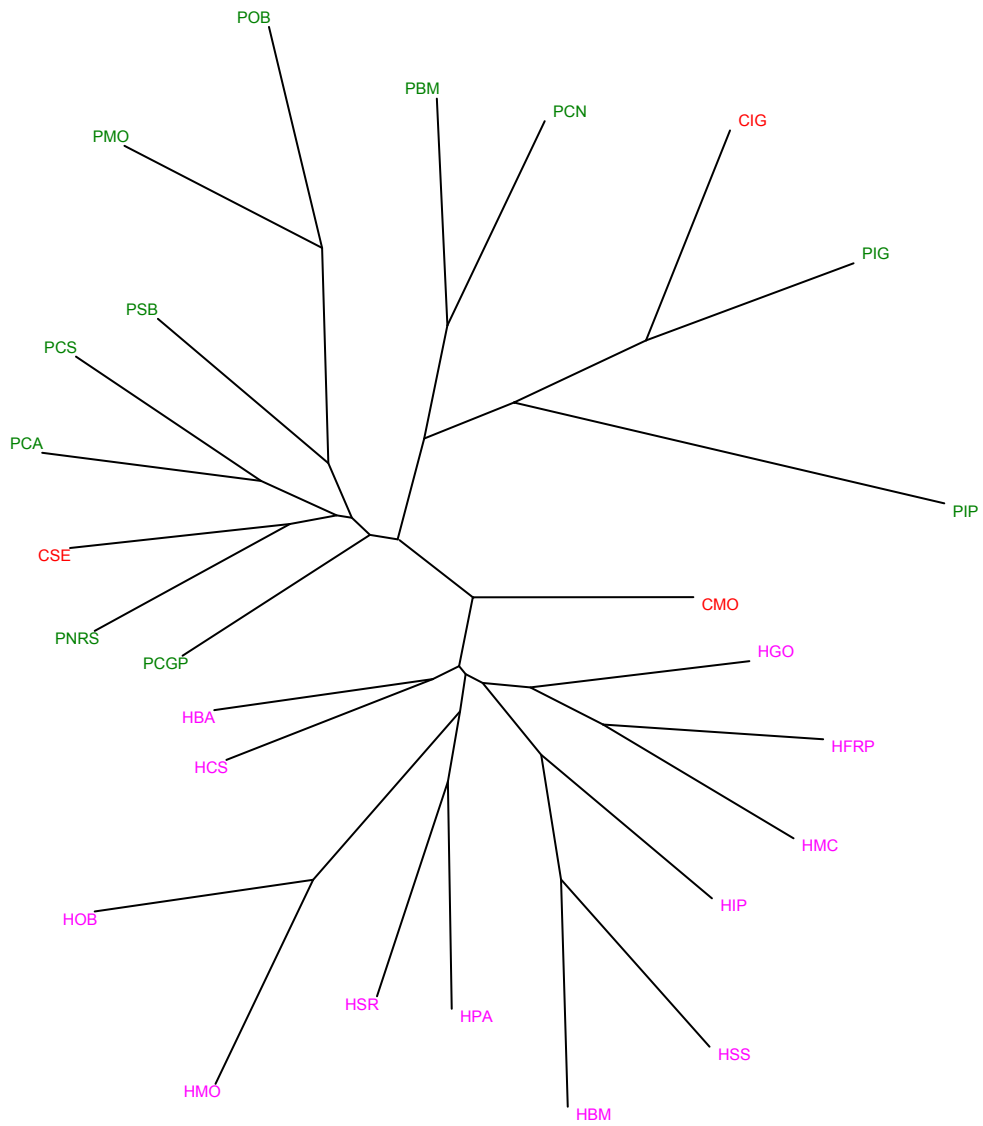 POB
PBM
PCN
CIG
PMO
PIG
PSB
PCS
PCA
PIP
CSE
CMO
PNRS
HGO
PCGP
HBA
HFRP
HCS
HMC
HIP
HOB
HSR
HPA
HSS
HMO
HBM